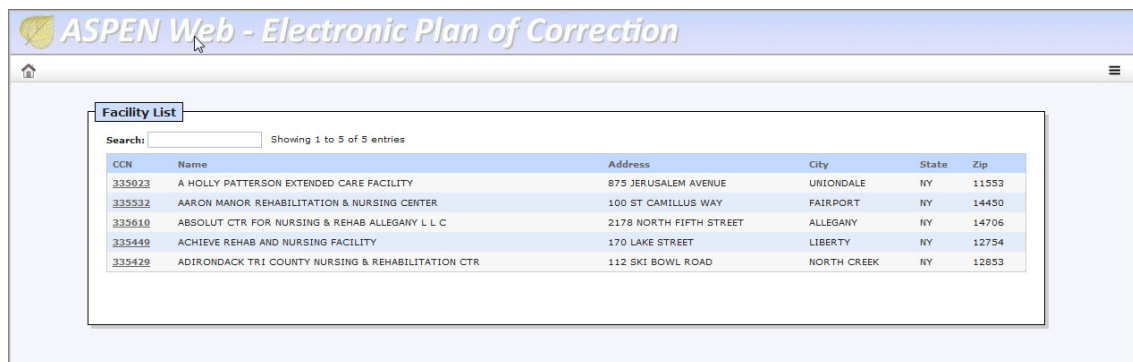 ASPEN Web - Electronic Plan of Correction
Facility List
Search: Showing 1 to 5 of 5 entries
CCN Name Address City State Zip
335023 A HOLLY PATTERSON EXTENDED CARE FACILITY 875 JERUSALEM AVENUE UNIONDALE NY 11553
335532 AARON MANOR REHABILITATION & NURSING CENTER 100 ST CAMILLUS WAY FAIRPORT NY 14450
335610 ABSOLUT CTR FOR NURSING & REHAB ALLEGANY L L C 2178 NORTH FIFTH STREET ALLEGANY NY 14706
335449 ACHIEVE REHAB AND NURSING FACILITY 170 LAKE STREET LIBERTY NY 12754
335429 ADIRONDACK TRI COUNTY NURSING & REHABILITATION CTR 112 SKI BOWL ROAD NORTH CREEK NY 12853